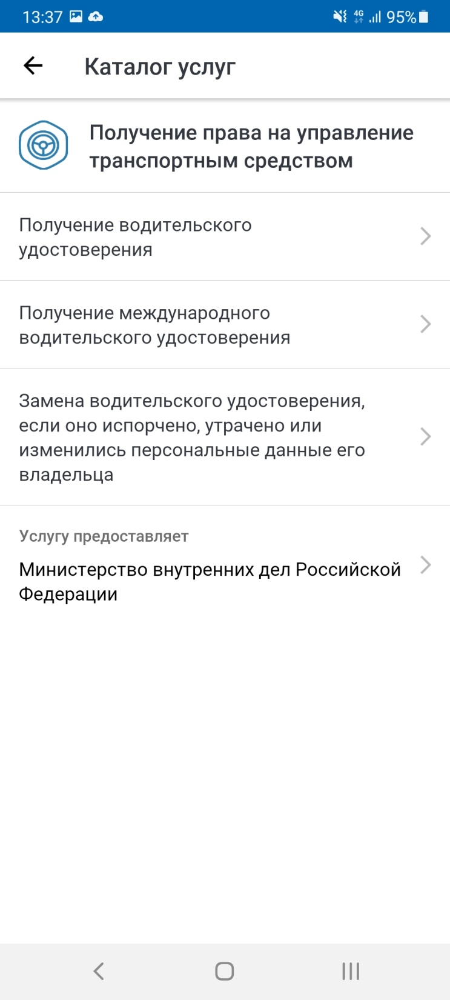 13:37 4G 95%
Каталог услуг
Получение права на управление
транспортным средством
Получение водительского
удостоверения
Получение международного
водительского удостоверения
Замена водительского удостоверения,
если оно испорчено, утрачено или
изменились персональные данные его
владельца
Услугу предоставляет
Министерство внутренних дел Российской
Федерации